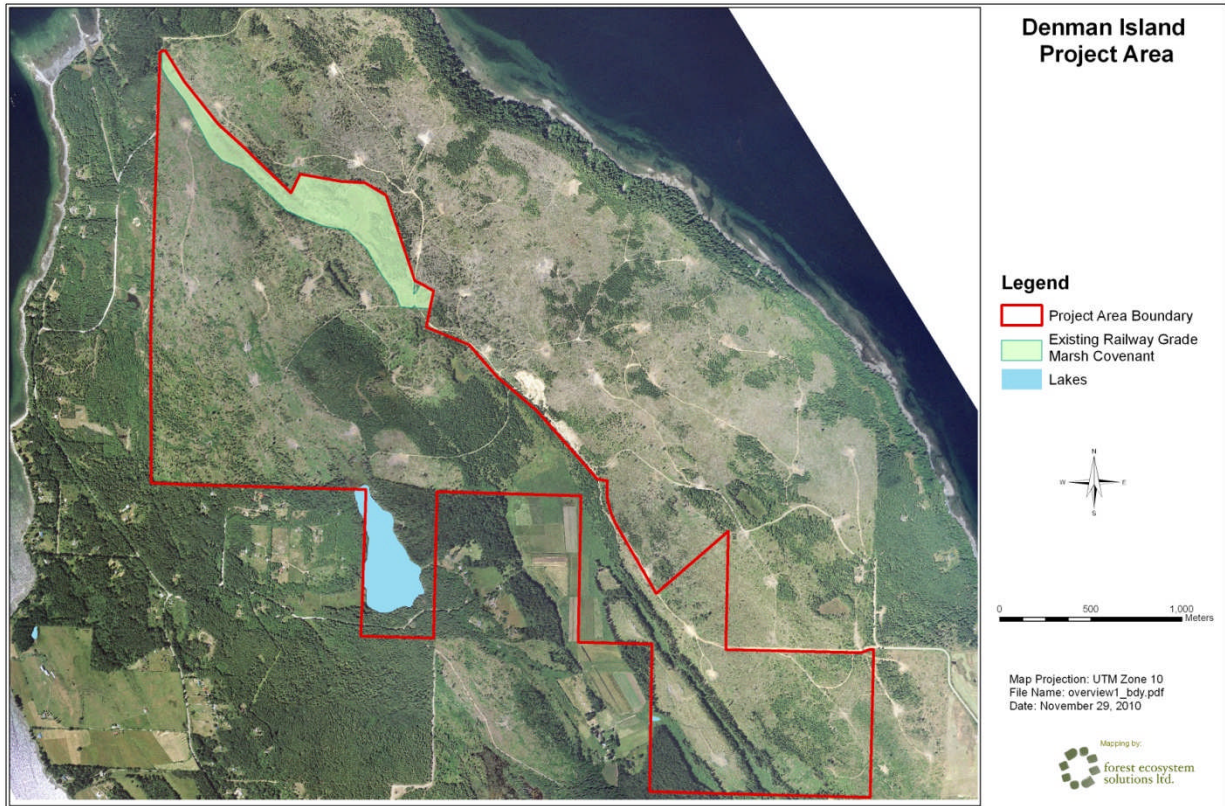 Denman Island
Project Area
Legend
Project Area Boundary
Existing Railway Grade
Marsh Covenant
Lakes
N
W E
S
0 500 1,000
Meters
Map Projection: UTM Zone 10
File Name: overview1_bdy.pdf
Date: November 29, 2010
Mapping by:
forest ecosystem
solutions ltd.